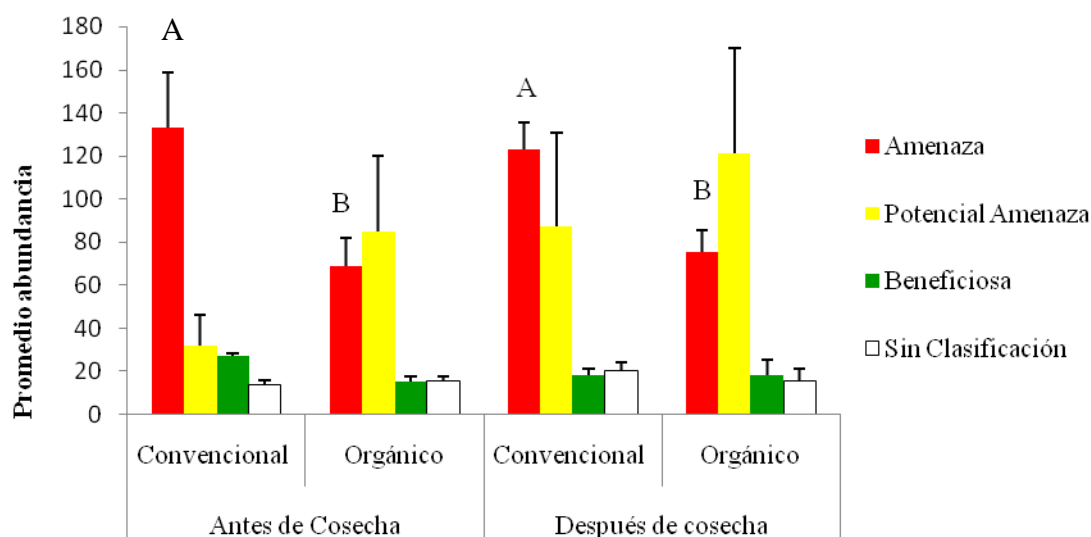 Promedio abundancia
180
160
140
120
100
80
60
40
20
0
A
B
A
B
Convencional
Orgánico
Convencional
Orgánico
Antes de Cosecha
Después de cosecha
Amenaza
Potencial Amenaza
Beneficiosa
Sin Clasificación